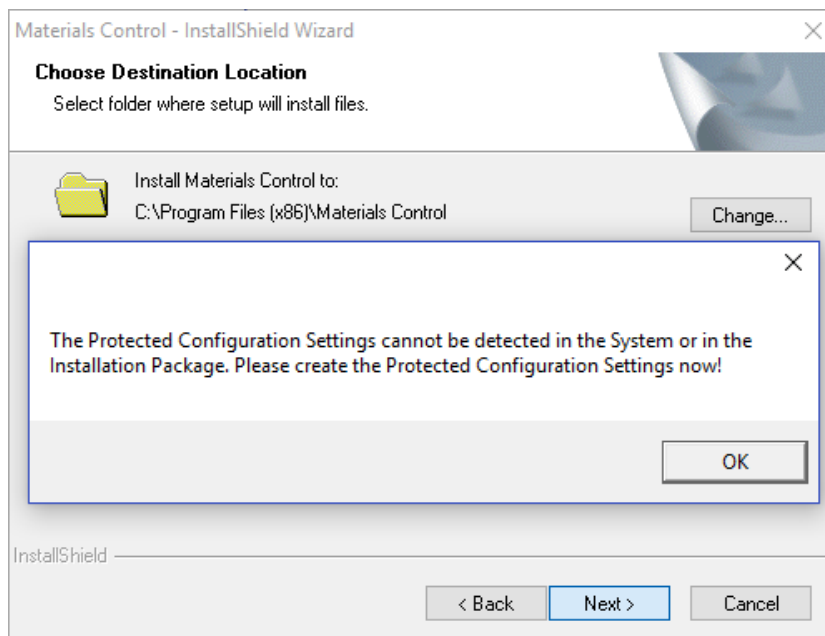 Materials Control - InstallShield Wizard
Choose Destination Location
Select folder where setup will install files.
Install Materials Control to:
C:\Program Files (x86)\Materials Control
Change...
The Protected Configuration Settings cannot be detected in the System or in the
Installation Package. Please create the Protected Configuration Settings now!
OK
InstallShield
< Back
Next >
Cancel